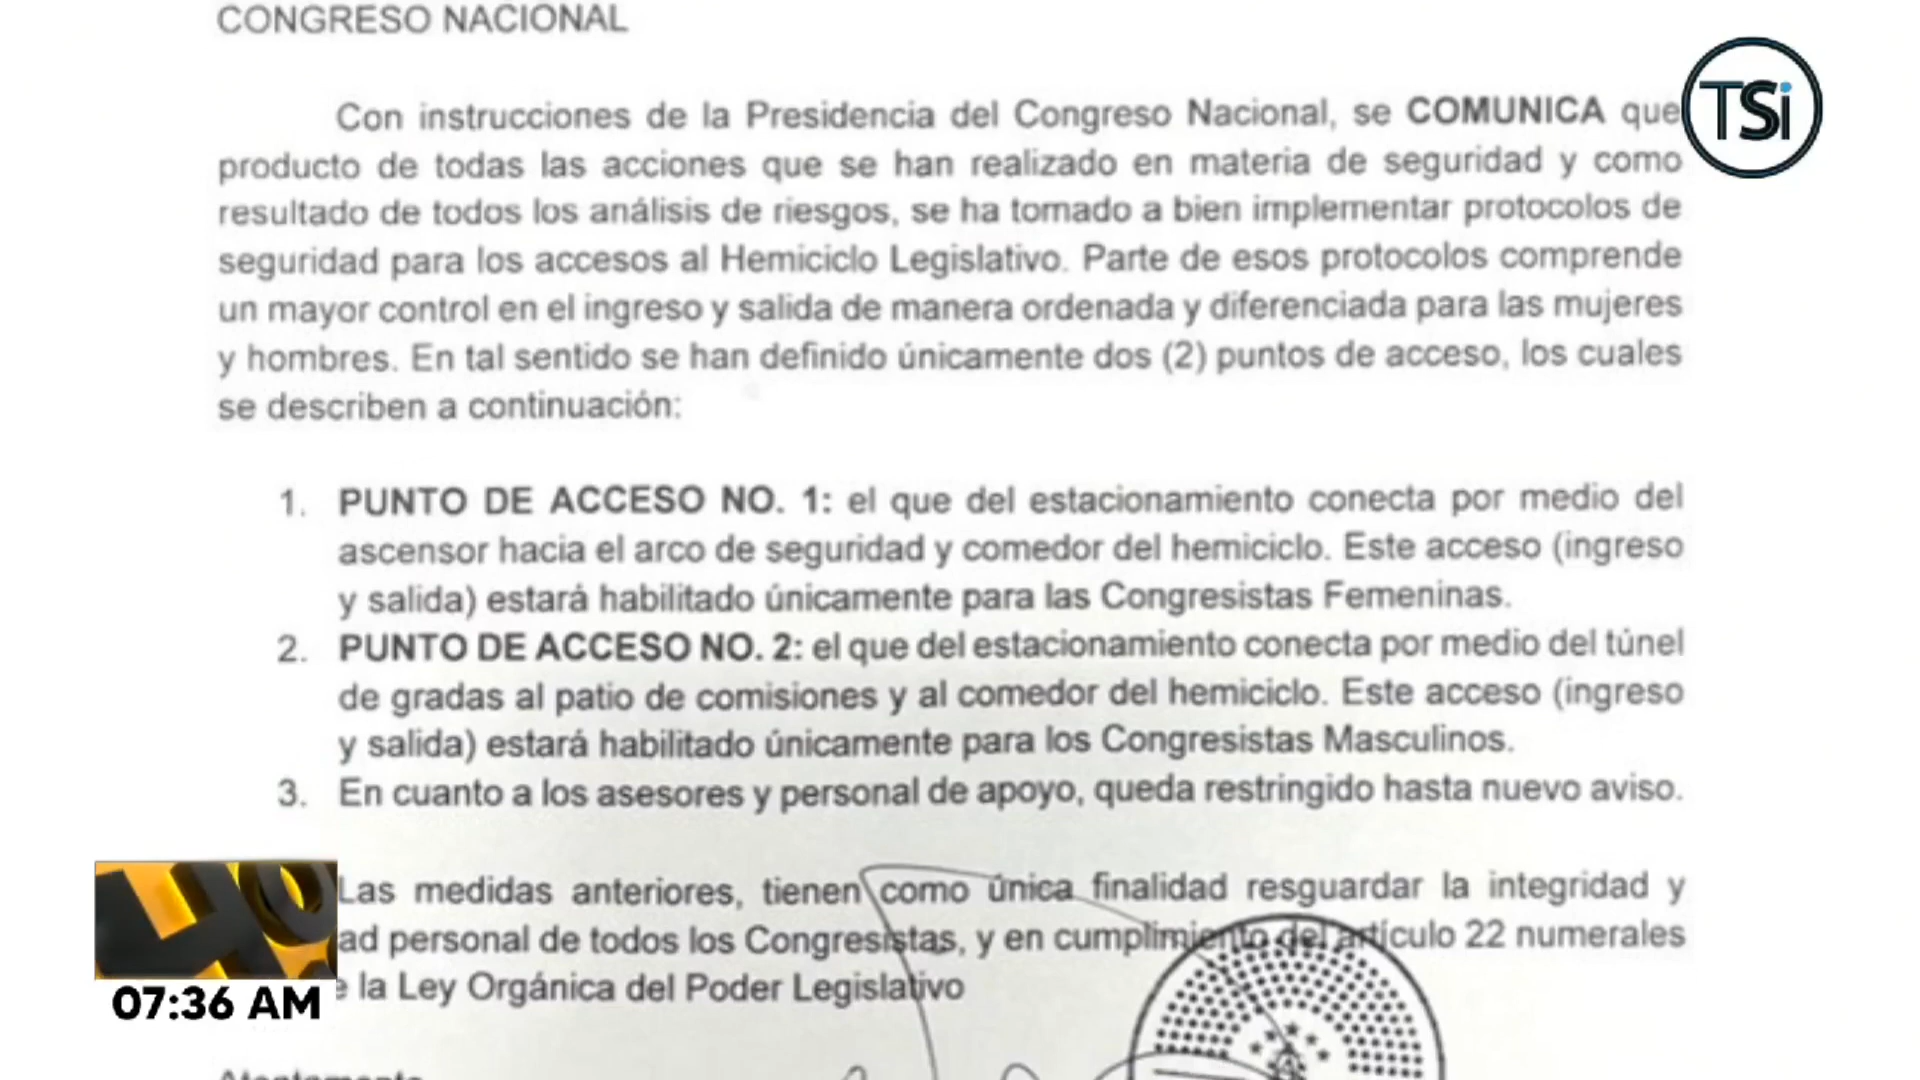 CONGRESO NACIONAL
TSi
Con instrucciones de la Presidencia del Congreso Nacional, se COMUNICA que
producto de todas las acciones que se han realizado en materia de seguridad y como
resultado de todos los análisis de riesgos, se ha tomado a bien implementar protocolos de
seguridad para los accesos al Hemiciclo Legislativo. Parte de esos protocolos comprende
un mayor control en el ingreso y salida de manera ordenada y diferenciada para las mujeres
y hombres. En tal sentido se han definido únicamente dos (2) puntos de acceso, los cuales
se describen a continuación:
1. PUNTO DE ACCESO NO. 1: el que del estacionamiento conecta por medio del
ascensor hacia el arco de seguridad y comedor del hemiciclo. Este acceso (ingreso
y salida) estará habilitado únicamente para las Congresistas Femeninas.
2. PUNTO DE ACCESO NO. 2: el que del estacionamiento conecta por medio del túnel
de gradas al patio de comisiones y al comedor del hemiciclo. Este acceso (ingreso
y salida) estará habilitado únicamente para los Congresistas Masculinos.
3. En cuanto a los asesores y personal de apoyo, queda restringido hasta nuevo aviso.
Las medidas anteriores, tienen como única finalidad resguardar la integridad y
ad personal de todos los Congresistas, y en cumplimiento del artículo 22 numerales
e la Ley Orgánica del Poder Legislativo
07:36 AM